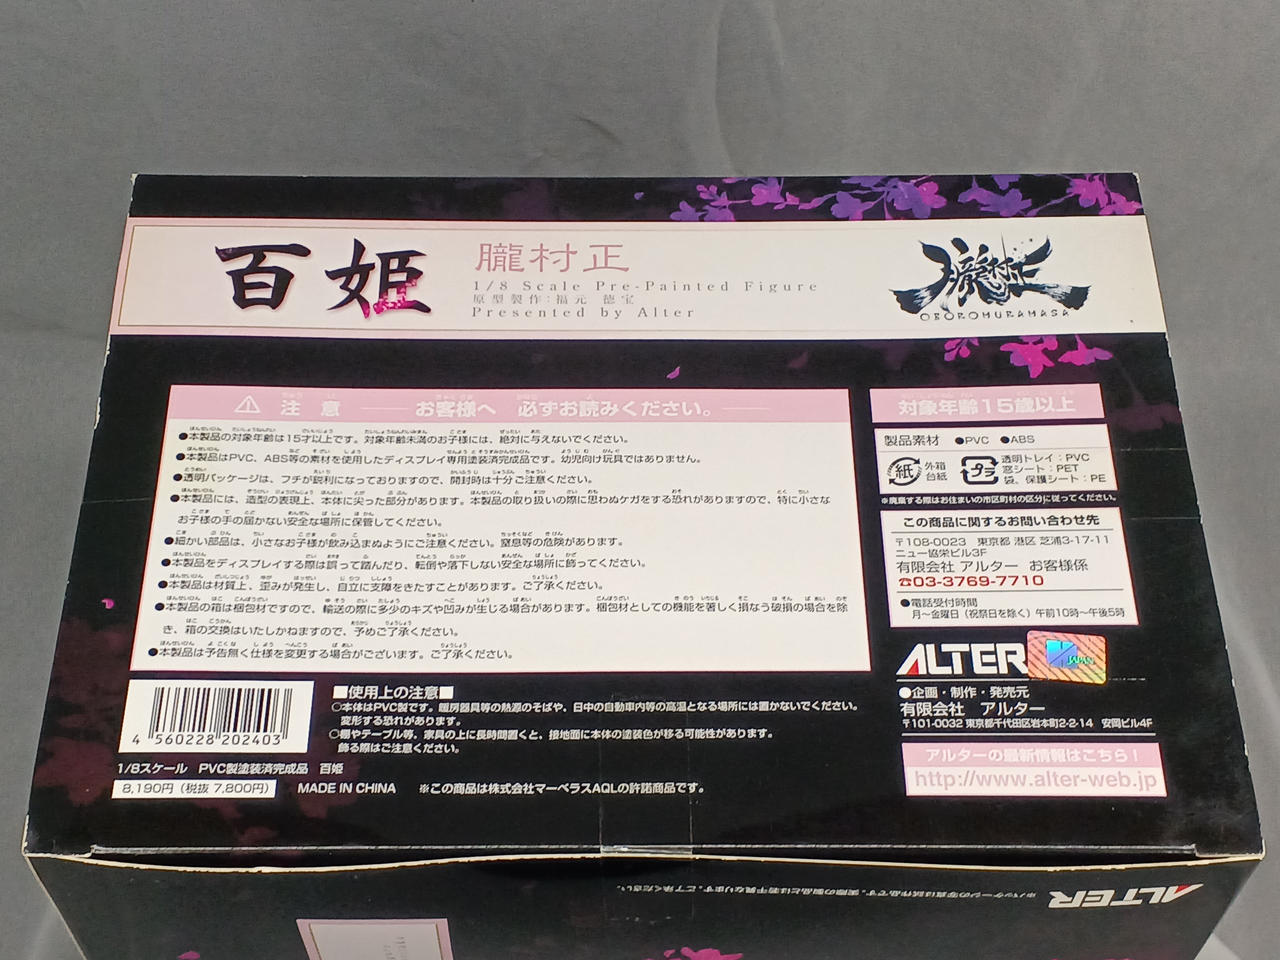 百姫
朧村正
1/8 Scale Pre-Painted Figure
原型製作:福元 徳宝
Presented by Alter
朧村正
OBOROMURAMASA
注意 お客様へ 必ずお読みください。
●本製品の対象年齢は15才以上です。対象年齢未満のお子様には、絶対に与えないでください。
●本製品はPVC、ABS等の素材を使用したディスプレイ専用塗装済完成品です。幼児向け玩具ではありません。
●透明パッケージは、フチが鋭利になっておりますので、開封時は十分ご注意ください。
●本製品には、造型の表現上、本体に尖った部分があります。本製品の取り扱いの際に思わぬケガをする恐れがありますので、特に小さな
お子様の手の届かない安全な場所に保管してください。
●細かい部品は、小さなお子様が飲み込まぬようにご注意ください。窒息等の危険があります。
●本製品をディスプレイする際は誤って踏んだり、転倒や落下しない安全な場所に飾ってください。
●本製品は材質上、歪みが発生し、自立に支障をきたすことがあります。ご了承ください。
●本製品の箱は梱包材ですので、輸送の際に多少のキズや凹みが生じる場合があります。梱包材としての機能を著しく損なう破損の場合を除
き、箱の交換はいたしかねますので、予めご了承ください。
●本製品は予告無く仕様を変更する場合がございます。ご了承ください。
対象年齢15歳以上
製品素材 ●PVC ●ABS
紙
外箱
台紙
プラ
透明トレイ:PVC
窓シート:PET
袋、保護シート:PE
※廃棄する際はお住まいの市区町村の区分に従ってください。
この商品に関するお問い合わせ先
〒108-0023 東京都 港区 芝浦3-17-11
ニュー協栄ビル3F
有限会社 アルター お客様係
☎03-3769-7710
●電話受付時間
月～金曜日(祝祭日を除く)午前10時～午後5時
ALTER
JAPAN
●企画・制作・発売元
有限会社 アルター
〒101-0032 東京都千代田区岩本町2-2-14 安岡ビル4F
アルターの最新情報はこちら!
http://www.alter-web.jp
4 560228 202403
■使用上の注意■
○本体はPVC製です。暖房器具等の熱源のそばや、日中の自動車内等の高温となる場所には置かないでください。
変形する恐れがあります。
○棚やテーブル等、家具の上に長時間置くと、接地面に本体の塗装色が移る可能性があります。
飾る際はご注意ください。
1/8スケール PVC製塗装済完成品 百姫
8,190円(税抜 7,800円)
MADE IN CHINA
※この商品は株式会社マーベラスAQLの許諾商品です。
ALTER
※パッケージの写真は試作品です。実際の製品とは若干異なります。ご了承ください。